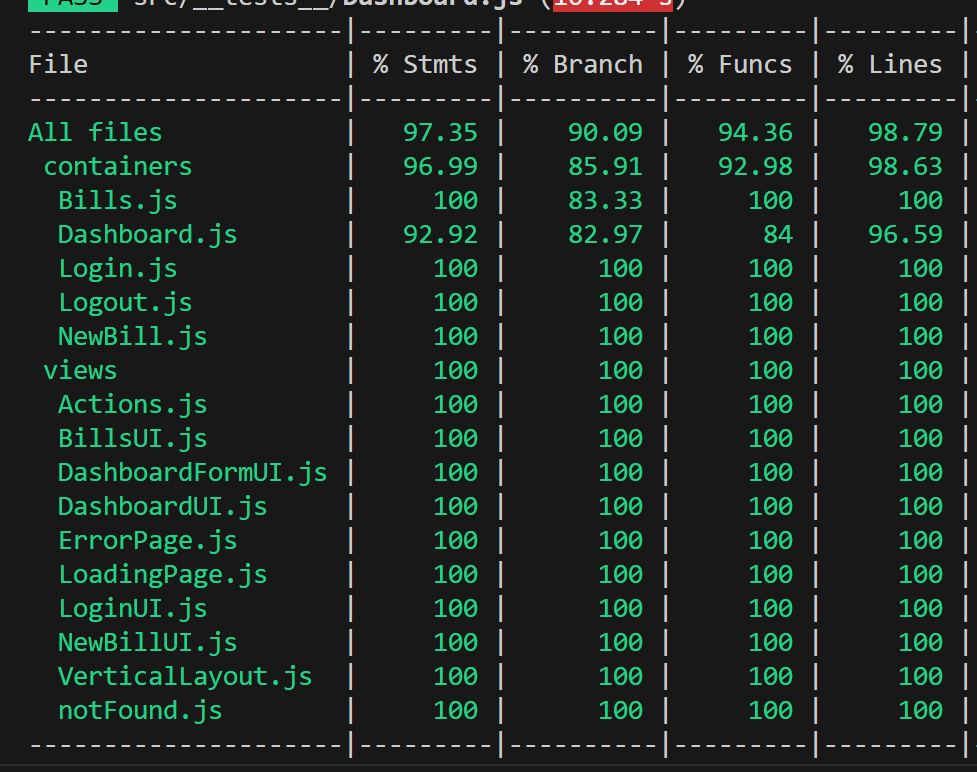 PASS src/__tests__/Dashboard.js (10.284 s)
---------------------|---------|----------|---------|---------|
File                 | % Stmts | % Branch | % Funcs | % Lines |
---------------------|---------|----------|---------|---------|
All files            |   97.35 |    90.09 |   94.36 |   98.79 |
 containers          |   96.99 |    85.91 |   92.98 |   98.63 |
  Bills.js           |     100 |    83.33 |     100 |     100 |
  Dashboard.js       |   92.92 |    82.97 |      84 |   96.59 |
  Login.js           |     100 |      100 |     100 |     100 |
  Logout.js          |     100 |      100 |     100 |     100 |
  NewBill.js         |     100 |      100 |     100 |     100 |
 views               |     100 |      100 |     100 |     100 |
  Actions.js         |     100 |      100 |     100 |     100 |
  BillsUI.js         |     100 |      100 |     100 |     100 |
  DashboardFormUI.js |     100 |      100 |     100 |     100 |
  DashboardUI.js     |     100 |      100 |     100 |     100 |
  ErrorPage.js       |     100 |      100 |     100 |     100 |
  LoadingPage.js     |     100 |      100 |     100 |     100 |
  LoginUI.js         |     100 |      100 |     100 |     100 |
  NewBillUI.js       |     100 |      100 |     100 |     100 |
  VerticalLayout.js  |     100 |      100 |     100 |     100 |
  notFound.js        |     100 |      100 |     100 |     100 |
---------------------|---------|----------|---------|---------|